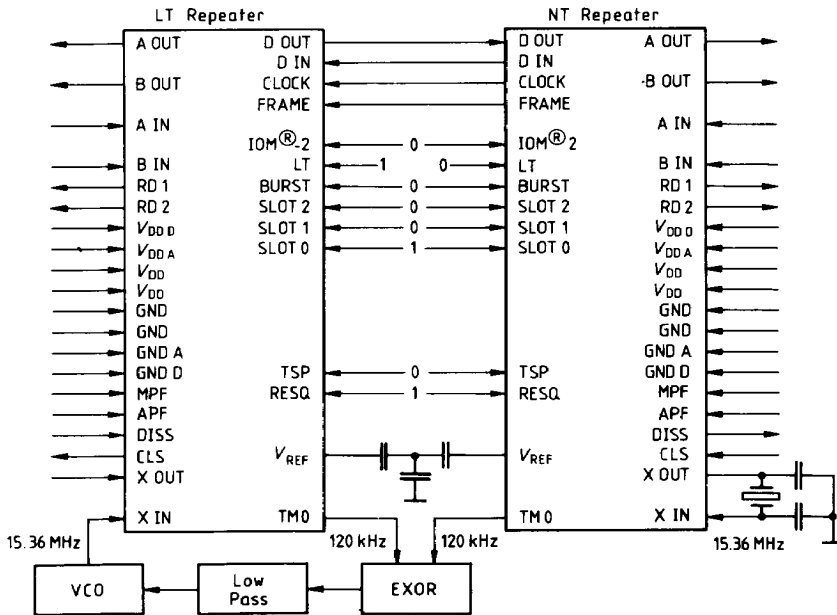 LT Repeater NT Repeater
A OUT D OUT D OUT A OUT
D IN D IN
B OUT CLOCK CLOCK -B OUT
FRAME FRAME
A IN A IN
IOM®-2 0 IOM®2
B IN LT 1 0 LT B IN
RD 1 BURST 0 BURST RD 1
RD 2 SLOT 2 0 SLOT 2 RD 2
VDD D SLOT 1 0 SLOT 1 VDD D
VDD A SLOT 0 1 SLOT 0 VDD A
VDD VDD
VDD VDD
GND GND
GND GND
GND A GND A
GND D TSP 0 TSP GND D
MPF RESQ 1 RESQ MPF
APF APF
DISS DISS
CLS VREF VREF CLS
X OUT X OUT
X IN TM0 TM0 X IN
15.36 MHz 120 kHz 120 kHz 15.36 MHz
VCO Low Pass EXOR